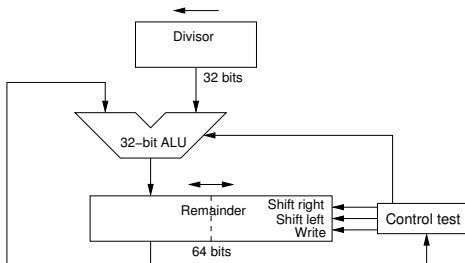 Divisor
32 bits
32-bit ALU
Remainder
Shift right
Shift left
Write
Control test
64 bits